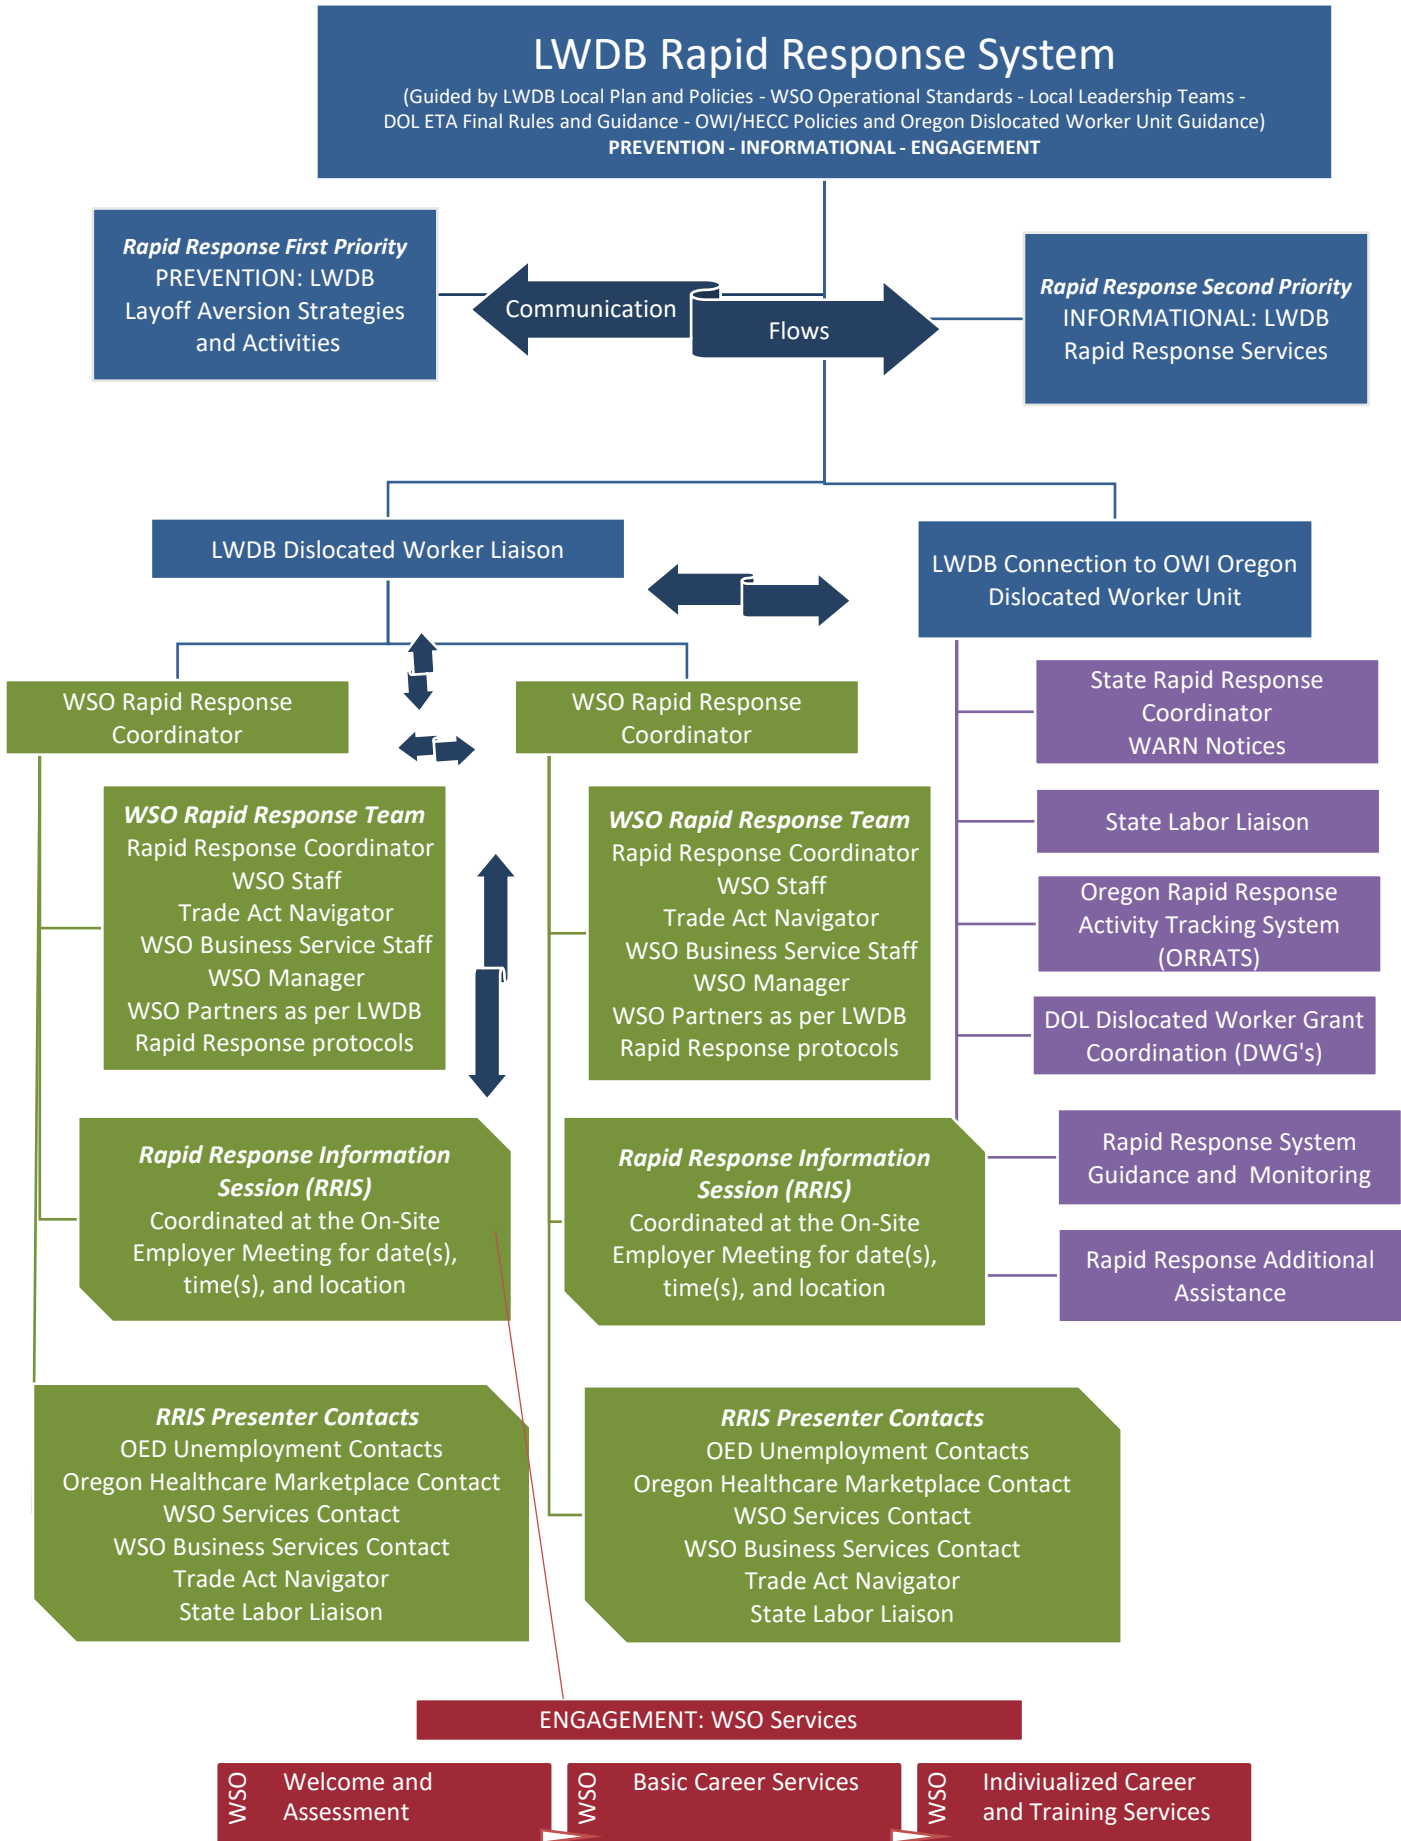 LWDB Rapid Response System
(Guided by LWDB Local Plan and Policies - WSO Operational Standards - Local Leadership Teams -
DOL ETA Final Rules and Guidance - OWI/HECC Policies and Oregon Dislocated Worker Unit Guidance)
PREVENTION - INFORMATIONAL - ENGAGEMENT
Rapid Response First Priority
PREVENTION: LWDB
Layoff Aversion Strategies
and Activities
Communication
Flows
Rapid Response Second Priority
INFORMATIONAL: LWDB
Rapid Response Services
LWDB Dislocated Worker Liaison
LWDB Connection to OWI Oregon
Dislocated Worker Unit
WSO Rapid Response
Coordinator
WSO Rapid Response Team
Rapid Response Coordinator
WSO Staff
Trade Act Navigator
WSO Business Service Staff
WSO Manager
WSO Partners as per LWDB
Rapid Response protocols
Rapid Response Information
Session (RRIS)
Coordinated at the On-Site
Employer Meeting for date(s),
time(s), and location
RRIS Presenter Contacts
OED Unemployment Contacts
Oregon Healthcare Marketplace Contact
WSO Services Contact
WSO Business Services Contact
Trade Act Navigator
State Labor Liaison
WSO Rapid Response
Coordinator
WSO Rapid Response Team
Rapid Response Coordinator
WSO Staff
Trade Act Navigator
WSO Business Service Staff
WSO Manager
WSO Partners as per LWDB
Rapid Response protocols
Rapid Response Information
Session (RRIS)
Coordinated at the On-Site
Employer Meeting for date(s),
time(s), and location
RRIS Presenter Contacts
OED Unemployment Contacts
Oregon Healthcare Marketplace Contact
WSO Services Contact
WSO Business Services Contact
Trade Act Navigator
State Labor Liaison
State Rapid Response
Coordinator
WARN Notices
State Labor Liaison
Oregon Rapid Response
Activity Tracking System
(ORRATS)
DOL Dislocated Worker Grant
Coordination (DWG's)
Rapid Response System
Guidance and Monitoring
Rapid Response Additional
Assistance
ENGAGEMENT: WSO Services
WSO
Welcome and
Assessment
WSO
Basic Career Services
WSO
Indiviualized Career
and Training Services